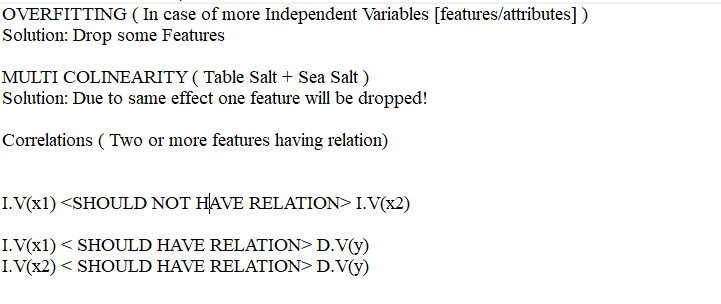 OVERFITTING ( In case of more Independent Variables [features/attributes] )
Solution: Drop some Features
MULTI COLINEARITY ( Table Salt + Sea Salt )
Solution: Due to same effect one feature will be dropped!
Correlations ( Two or more features having relation)
I.V(x1) <SHOULD NOT HAVE RELATION> I.V(x2)
I.V(x1) < SHOULD HAVE RELATION> D.V(y)
I.V(x2) < SHOULD HAVE RELATION> D.V(y)